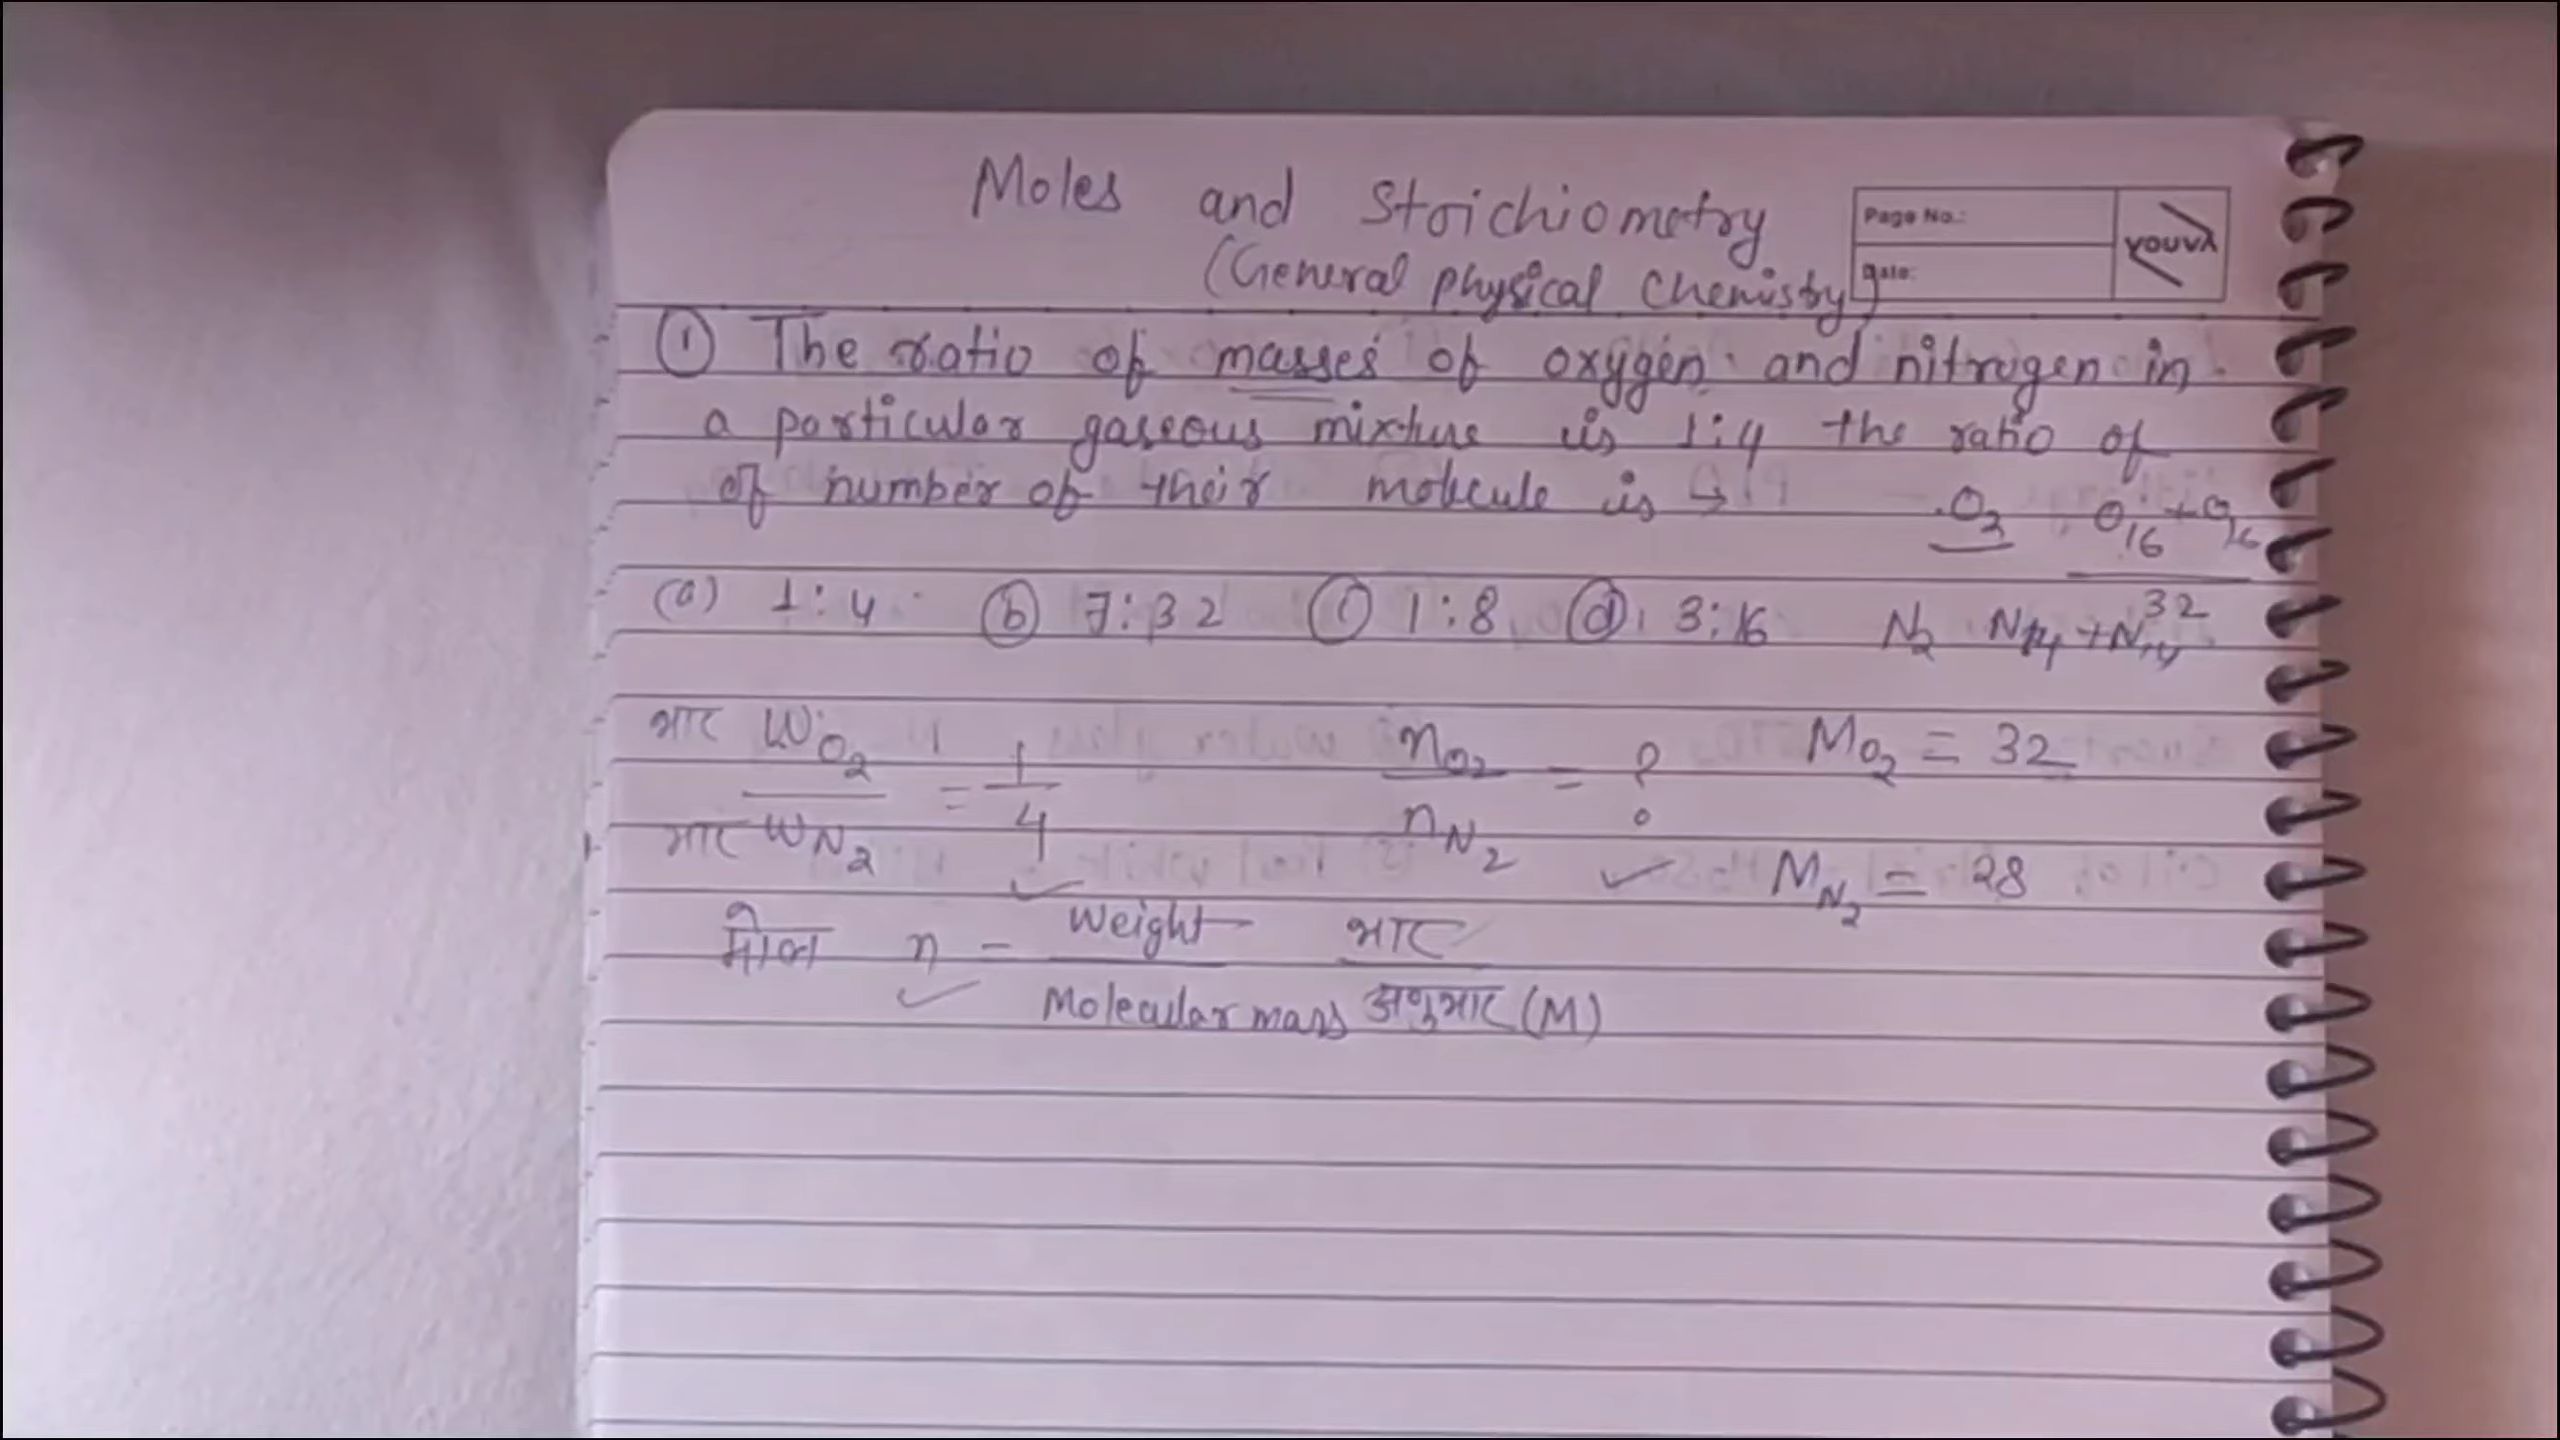 Moles and Stoichiometry
(General physical Chemistry)
Page No.:
Date:
youva
① The ratio of masses of oxygen and nitrogen in
a particular gaseous mixture is 1:4 the ratio of
of number of their molecule is →
O2 O16 + O16
32
(a) 1:4 ⓑ 7:32 ⓒ 1:8 ⓓ 3:16
N2 N14 + N14
भार WO2 / भार WN2 = 1/4
nO2 / nN2 = ?
MO2 = 32
MN2 = 28
मोल n = Weight / Molecular mass भार / अणुभार (M)